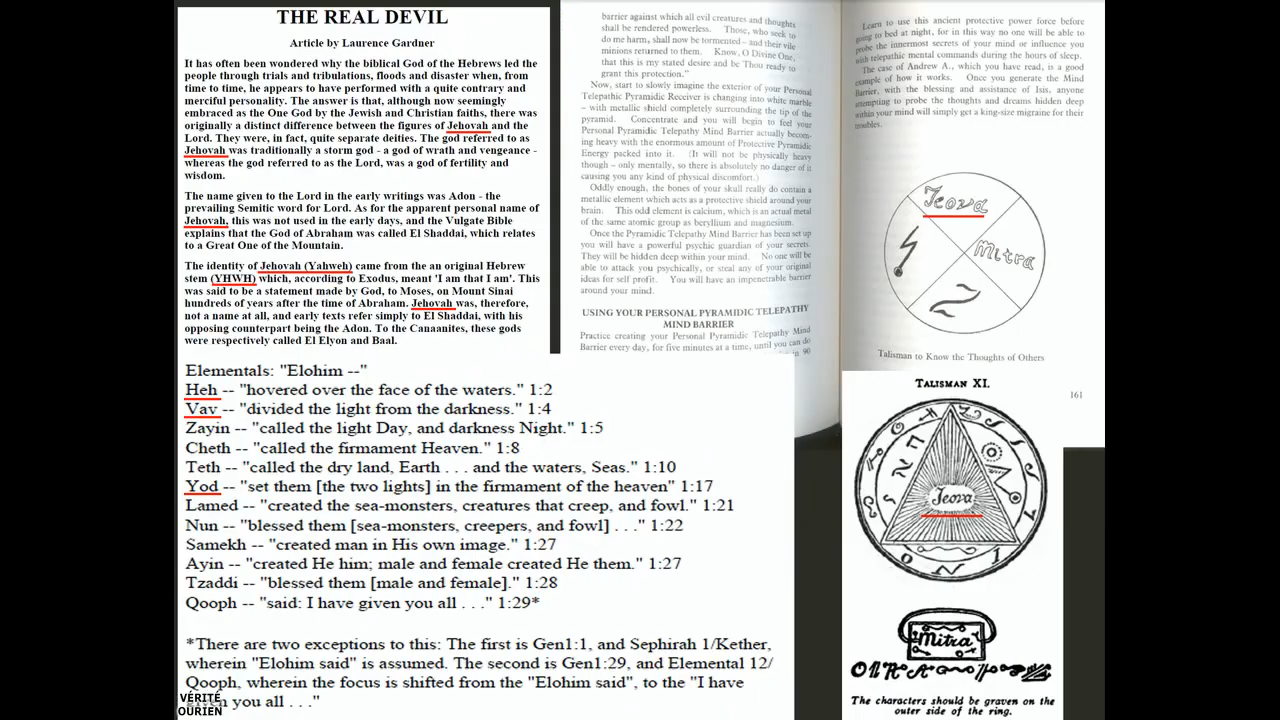 THE REAL DEVIL
Article by Laurence Gardner
It has often been wondered why the biblical God of the Hebrews led the
people through trials and tribulations, floods and disaster when, from
time to time, he appears to have performed with a quite contrary and
merciful personality. The answer is that, although now seemingly
embraced as the One God by the Jewish and Christian faiths, there was
originally a distinct difference between the figures of Jehovah and the
Lord. They were, in fact, quite separate deities. The god referred to as
Jehovah was traditionally a storm god - a god of wrath and vengeance -
whereas the god referred to as the Lord, was a god of fertility and
wisdom.
The name given to the Lord in the early writings was Adon - the
prevailing Semitic word for Lord. As for the apparent personal name of
Jehovah, this was not used in the early days, and the Vulgate Bible
explains that the God of Abraham was called El Shaddai, which relates
to a Great One of the Mountain.
The identity of Jehovah (Yahweh) came from the an original Hebrew
stem (YHWH) which, according to Exodus, meant 'I am that I am'. This
was said to be a statement made by God, to Moses, on Mount Sinai
hundreds of years after the time of Abraham. Jehovah was, therefore,
not a name at all, and early texts refer simply to El Shaddai, with his
opposing counterpart being the Adon. To the Canaanites, these gods
were respectively called El Elyon and Baal.
Elementals: "Elohim --"
Heh -- "hovered over the face of the waters." 1:2
Vav -- "divided the light from the darkness." 1:4
Zayin -- "called the light Day, and darkness Night." 1:5
Cheth -- "called the firmament Heaven." 1:8
Teth -- "called the dry land, Earth . . . and the waters, Seas." 1:10
Yod -- "set them [the two lights] in the firmament of the heaven" 1:17
Lamed -- "created the sea-monsters, creatures that creep, and fowl." 1:21
Nun -- "blessed them [sea-monsters, creepers, and fowl] . . ." 1:22
Samekh -- "created man in His own image." 1:27
Ayin -- "created He him; male and female created He them." 1:27
Tzaddi -- "blessed them [male and female]." 1:28
Qooph -- "said: I have given you all . . ." 1:29*
*There are two exceptions to this: The first is Gen1:1, and Sephirah 1/Kether,
wherein "Elohim said" is assumed. The second is Gen1:29, and Elemental 12/
Qooph, wherein the focus is shifted from the "Elohim said", to the "I have
you all . . ."
VÉRITÉ
OURIEN
barrier against which all evil creatures and thoughts
shall be rendered powerless. Those, who seek to
do me harm, shall now be tormented – and their vile
minions returned to them. Know, O Divine One,
that this is my stated desire and be Thou ready to
grant this protection."
Now, start to slowly imagine the exterior of your Personal
Telepathic Pyramidic Receiver is changing into white marble
– with metallic shield completely surrounding the tip of the
pyramid. Concentrate and you will begin to feel your
Personal Pyramidic Telepathy Mind Barrier actually becom-
ing heavy with the enormous amount of Protective Pyramidic
Energy packed into it. (It will not be physically heavy
though – only mentally, so there is absolutely no danger of it
causing you any kind of physical discomfort.)
Oddly enough, the bones of your skull really do contain a
metallic element which acts as a protective shield around your
brain. This odd element is calcium, which is an actual metal
of the same atomic group as beryllium and magnesium.
Once the Pyramidic Telepathy Mind Barrier has been set up
you will have a powerful psychic guardian of your secrets.
They will be hidden deep within your mind. No one will be
able to attack you psychically, or steal any of your original
ideas for self profit. You will have an impenetrable barrier
around your mind.
USING YOUR PERSONAL PYRAMIDIC TELEPATHY
MIND BARRIER
Practice creating your Personal Pyramidic Telepathy Mind
Barrier every day, for five minutes at a time, until you can do
in 90
Learn to use this ancient protective power force before
going to bed at night, for in this way no one will be able to
probe the innermost secrets of your mind or influence you
with telepathic mental commands during the hours of sleep.
The case of Andrew A., which you have read, is a good
example of how it works. Once you generate the Mind
Barrier, with the blessing and assistance of Isis, anyone
attempting to probe the thoughts and dreams hidden deep
within your mind will simply get a king-size migraine for their
troubles.
Jeova
Mitra
Talisman to Know the Thoughts of Others
161
TALISMAN XI.
Jeova
Mitra
The characters should be graven on the
outer side of the ring.